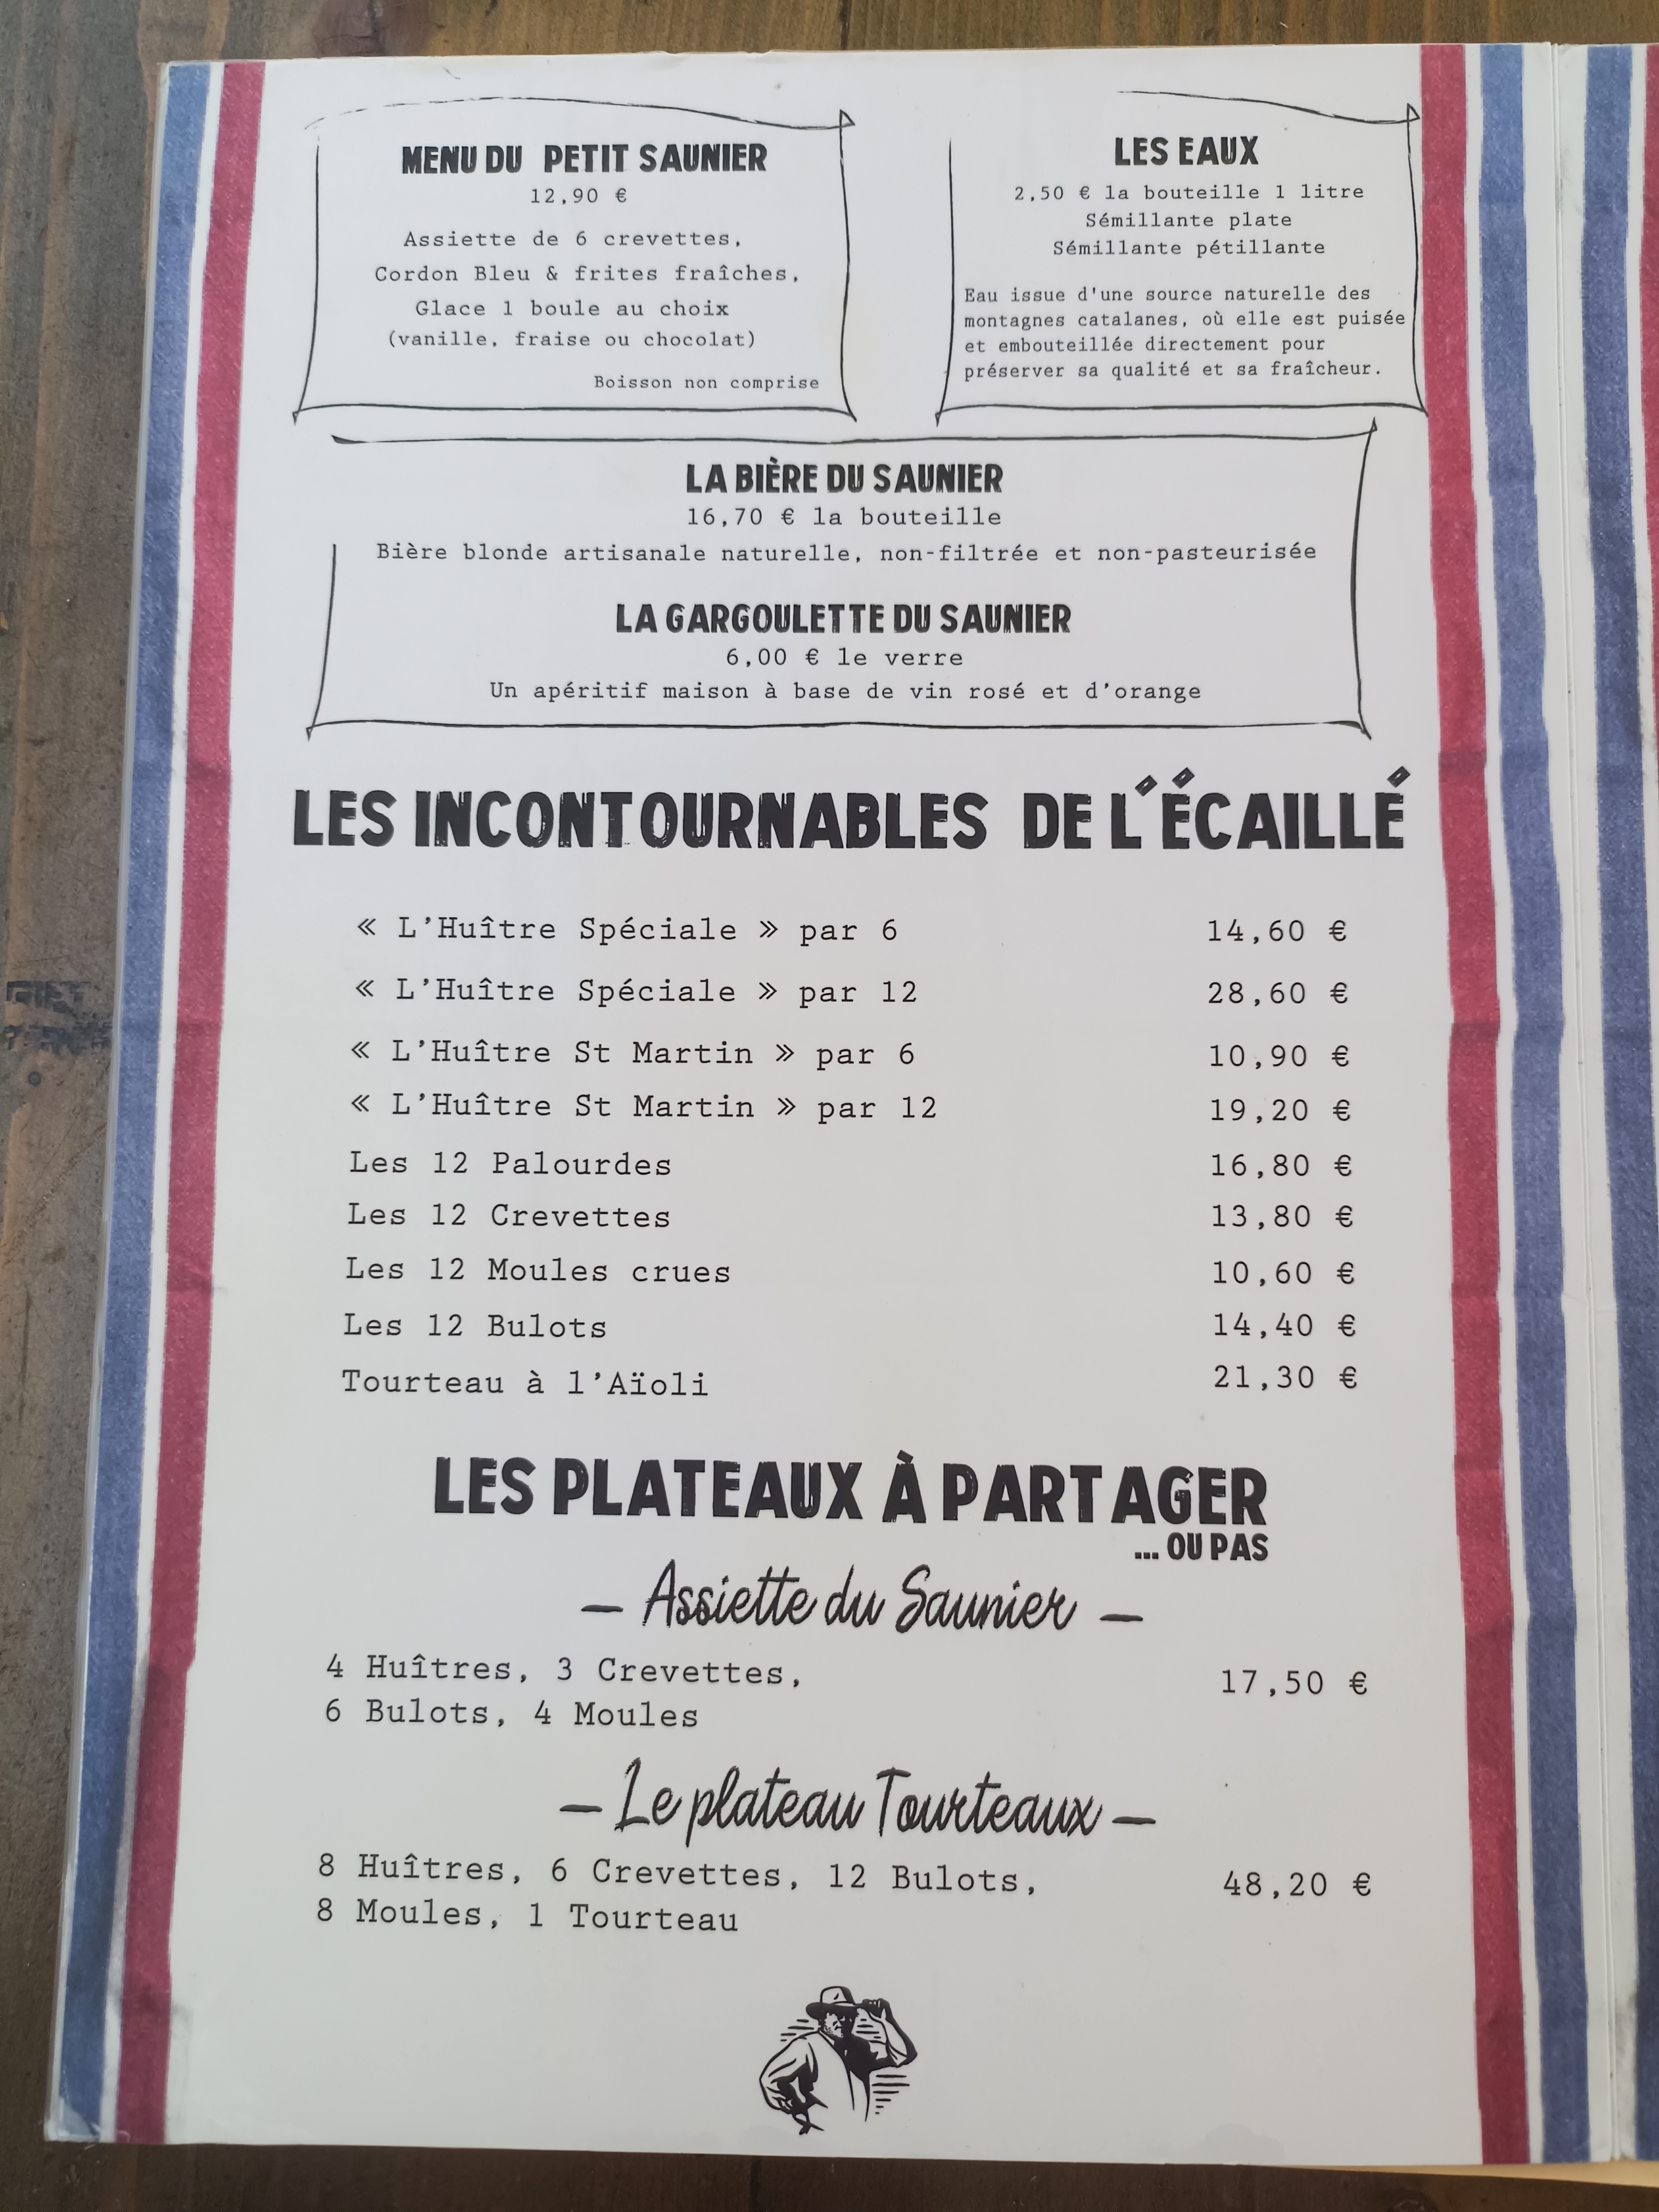 MENU DU PETIT SAUNIER
12,90 €
Assiette de 6 crevettes,
Cordon Bleu & frites fraîches,
Glace 1 boule au choix
(vanille, fraise ou chocolat)
Boisson non comprise
LES EAUX
2,50 € la bouteille 1 litre
Sémillante plate
Sémillante pétillante
Eau issue d'une source naturelle des
montagnes catalanes, où elle est puisée
et embouteillée directement pour
préserver sa qualité et sa fraîcheur.
LA BIÈRE DU SAUNIER
16,70 € la bouteille
Bière blonde artisanale naturelle, non-filtrée et non-pasteurisée
LA GARGOULETTE DU SAUNIER
6,00 € le verre
Un apéritif maison à base de vin rosé et d’orange
LES INCONTOURNABLES DE L'ÉCAILLÉ
« L’Huître Spéciale » par 6 14,60 €
« L’Huître Spéciale » par 12 28,60 €
« L’Huître St Martin » par 6 10,90 €
« L’Huître St Martin » par 12 19,20 €
Les 12 Palourdes 16,80 €
Les 12 Crevettes 13,80 €
Les 12 Moules crues 10,60 €
Les 12 Bulots 14,40 €
Tourteau à l’Aïoli 21,30 €
LES PLATEAUX À PARTAGER
... OU PAS
– Assiette du Saunier –
4 Huîtres, 3 Crevettes, 17,50 €
6 Bulots, 4 Moules
– Le plateau Tourteaux –
8 Huîtres, 6 Crevettes, 12 Bulots, 48,20 €
8 Moules, 1 Tourteau